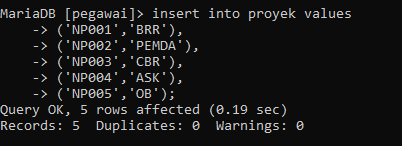 MariaDB [pegawai]> insert into proyek values
    -> ('NP001','BRR'),
    -> ('NP002','PEMDA'),
    -> ('NP003','CBR'),
    -> ('NP004','ASK'),
    -> ('NP005','OB');
Query OK, 5 rows affected (0.19 sec)
Records: 5  Duplicates: 0  Warnings: 0